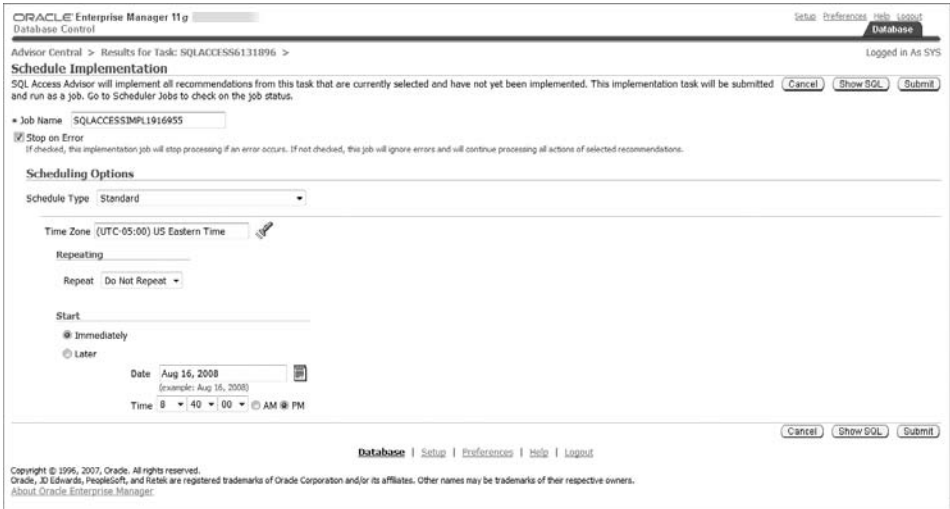 ORACLE Enterprise Manager 11g
Setup Preferences Help Logout
Database Control
Database
Advisor Central > Results for Task: SQLACCESS6131896 >
Logged in As SYS
Schedule Implementation
SQL Access Advisor will implement all recommendations from this task that are currently selected and have not yet been implemented. This implementation task will be submitted
and run as a job. Go to Scheduler Jobs to check on the job status.
Cancel Show SQL Submit
* Job Name SQLACCESSIMPL1916955
Stop on Error
If checked, this implementation job will stop processing if an error occurs. If not checked, this job will ignore errors and will continue processing all actions of selected recommendations.
Scheduling Options
Schedule Type Standard
Time Zone (UTC-05:00) US Eastern Time
Repeating
Repeat Do Not Repeat
Start
Immediately
Later
Date Aug 16, 2008
(example: Aug 16, 2008)
Time 8 40 00 AM PM
Cancel Show SQL Submit
Database | Setup | Preferences | Help | Logout
Copyright © 1996, 2007, Oracle. All rights reserved.
Oracle, JD Edwards, PeopleSoft, and Retek are registered trademarks of Oracle Corporation and/or its affiliates. Other names may be trademarks of their respective owners.
About Oracle Enterprise Manager